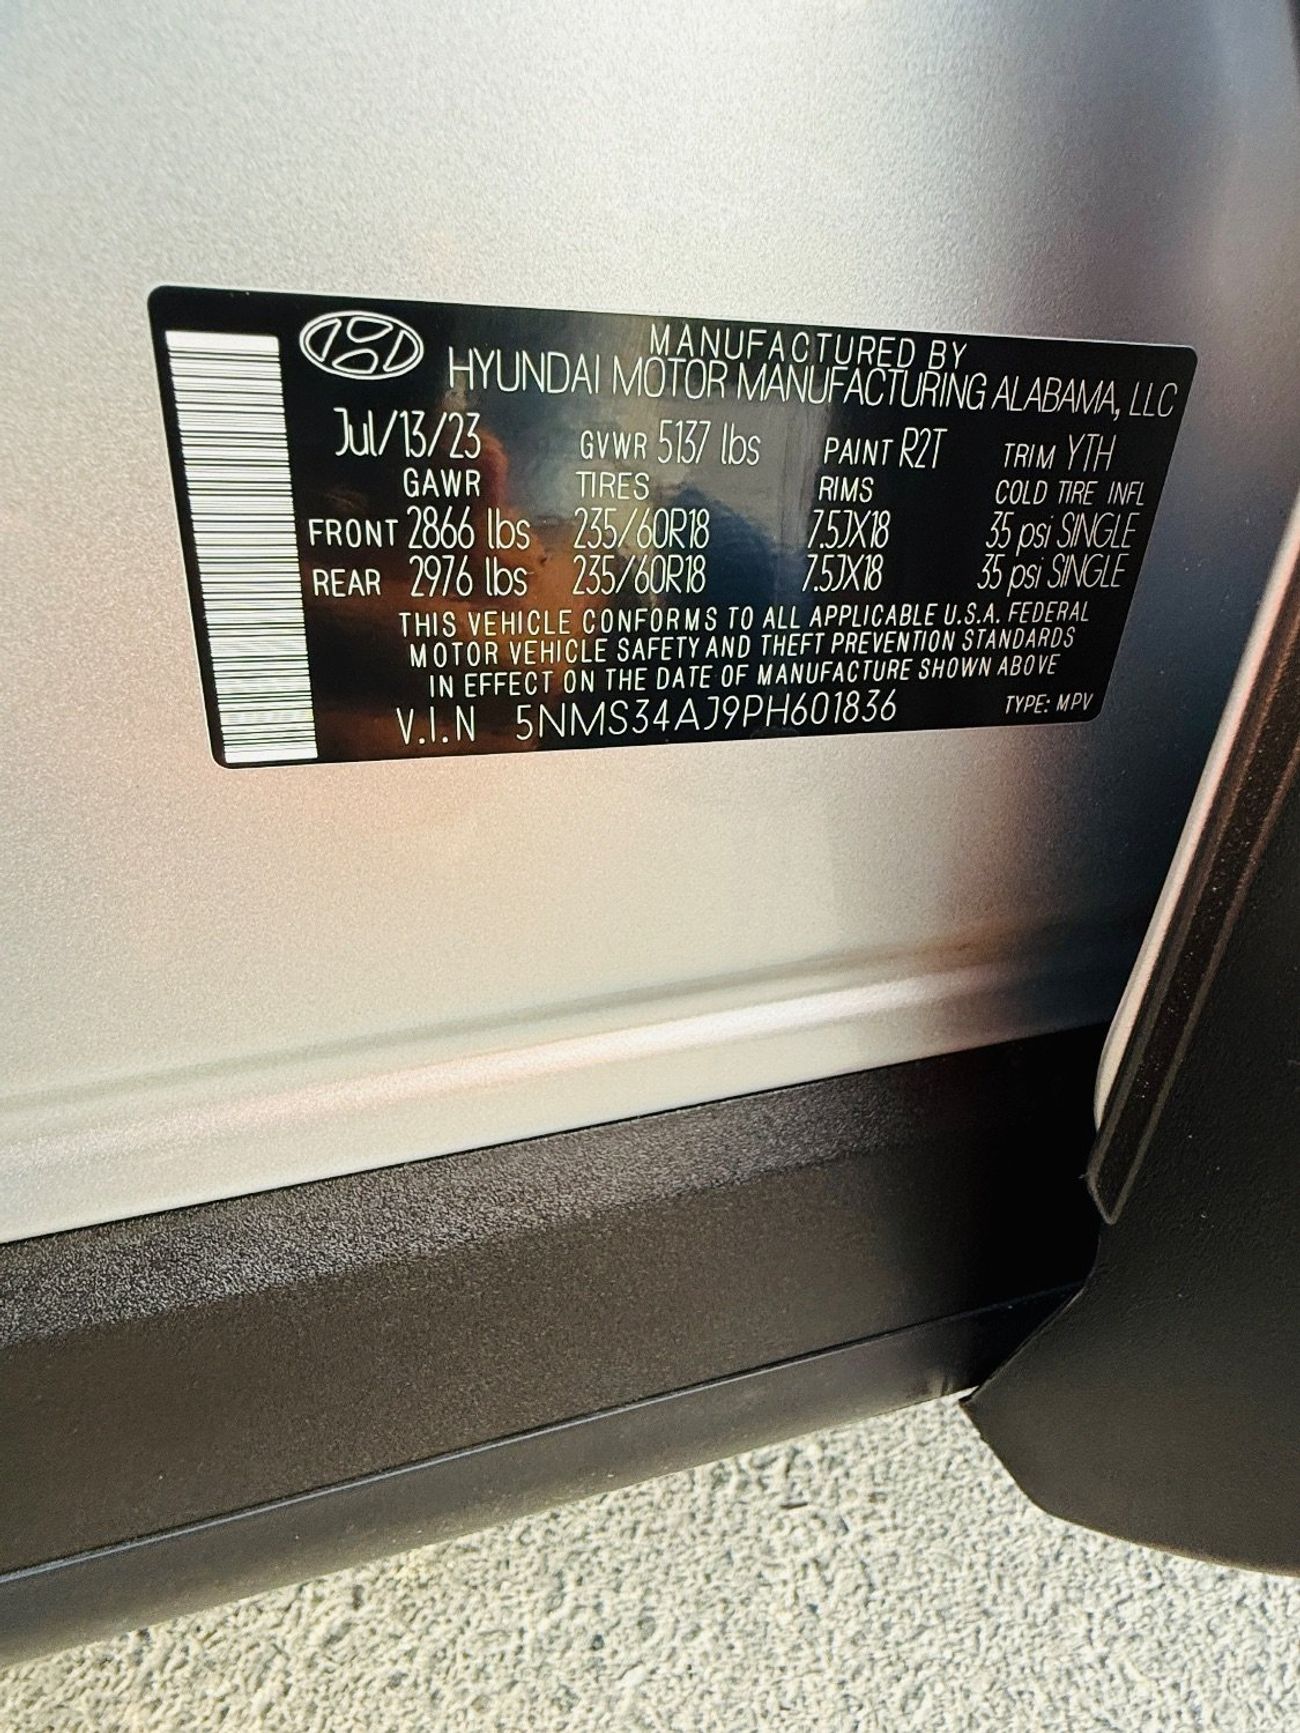 MANUFACTURED BY
HYUNDAI MOTOR MANUFACTURING ALABAMA, LLC
Jul/13/23 GVWR 5137 lbs PAINT R2T TRIM YTH
GAWR TIRES RIMS COLD TIRE INFL
FRONT 2866 lbs 235/60R18 7.5JX18 35 psi SINGLE
REAR 2976 lbs 235/60R18 7.5JX18 35 psi SINGLE
THIS VEHICLE CONFORMS TO ALL APPLICABLE U.S.A. FEDERAL
MOTOR VEHICLE SAFETY AND THEFT PREVENTION STANDARDS
IN EFFECT ON THE DATE OF MANUFACTURE SHOWN ABOVE
V.I.N 5NMS34AJ9PH601836 TYPE: MPV